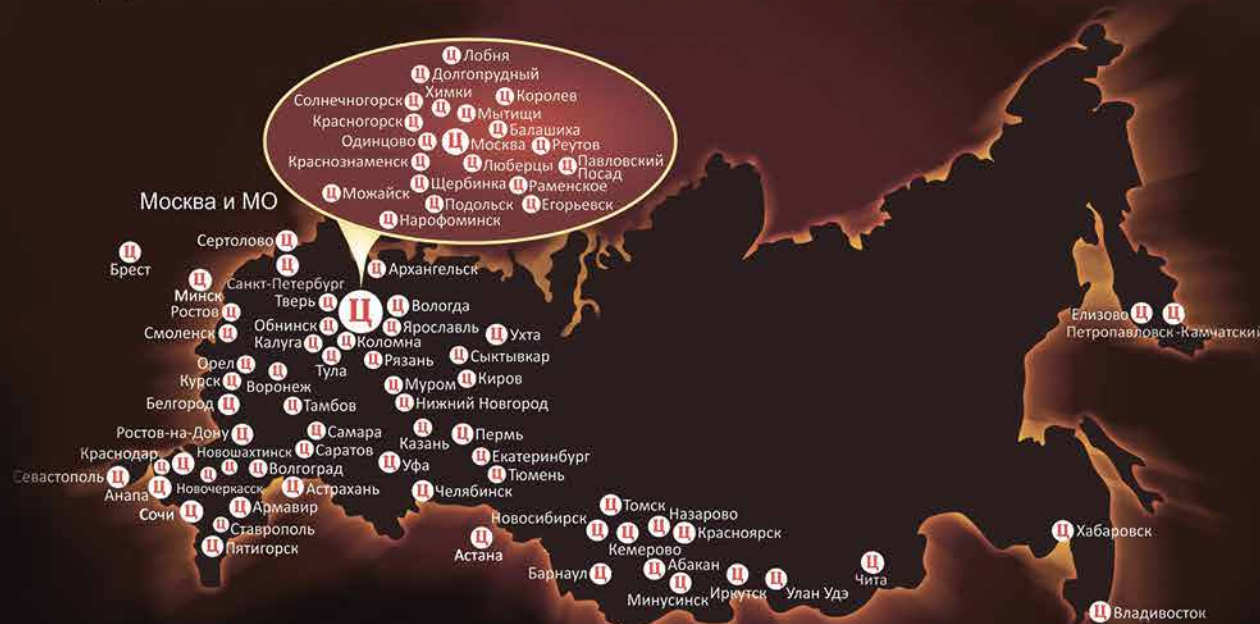 Лобня
Долгопрудный
Химки
Солнечногорск
Королев
Мытищи
Красногорск
Балашиха
Одинцово
Москва
Реутов
Краснознаменск
Люберцы
Павловский
Посад
Щербинка
Раменское
Можайск
Подольск
Егорьевск
Нарофоминск
Москва и МО
Сертолово
Брест
Архангельск
Санкт-Петербург
Минск
Тверь
Вологда
Ростов
Обнинск
Ярославль
Смоленск
Ухта
Калуга
Коломна
Сыктывкар
Орел
Тула
Рязань
Курск
Воронеж
Муром
Киров
Белгород
Тамбов
Нижний Новгород
Ростов-на-Дону
Самара
Казань
Пермь
Краснодар
Новошахтинск
Саратов
Екатеринбург
Севастополь
Волгоград
Уфа
Тюмень
Анапа
Новочеркасск
Астрахань
Челябинск
Сочи
Армавир
Ставрополь
Пятигорск
Астана
Томск
Новосибирск
Назарово
Красноярск
Кемерово
Барнаул
Абакан
Минусинск
Иркутск
Улан Удэ
Чита
Хабаровск
Владивосток
Елизово
Петропавловск-Камчатский
Ц